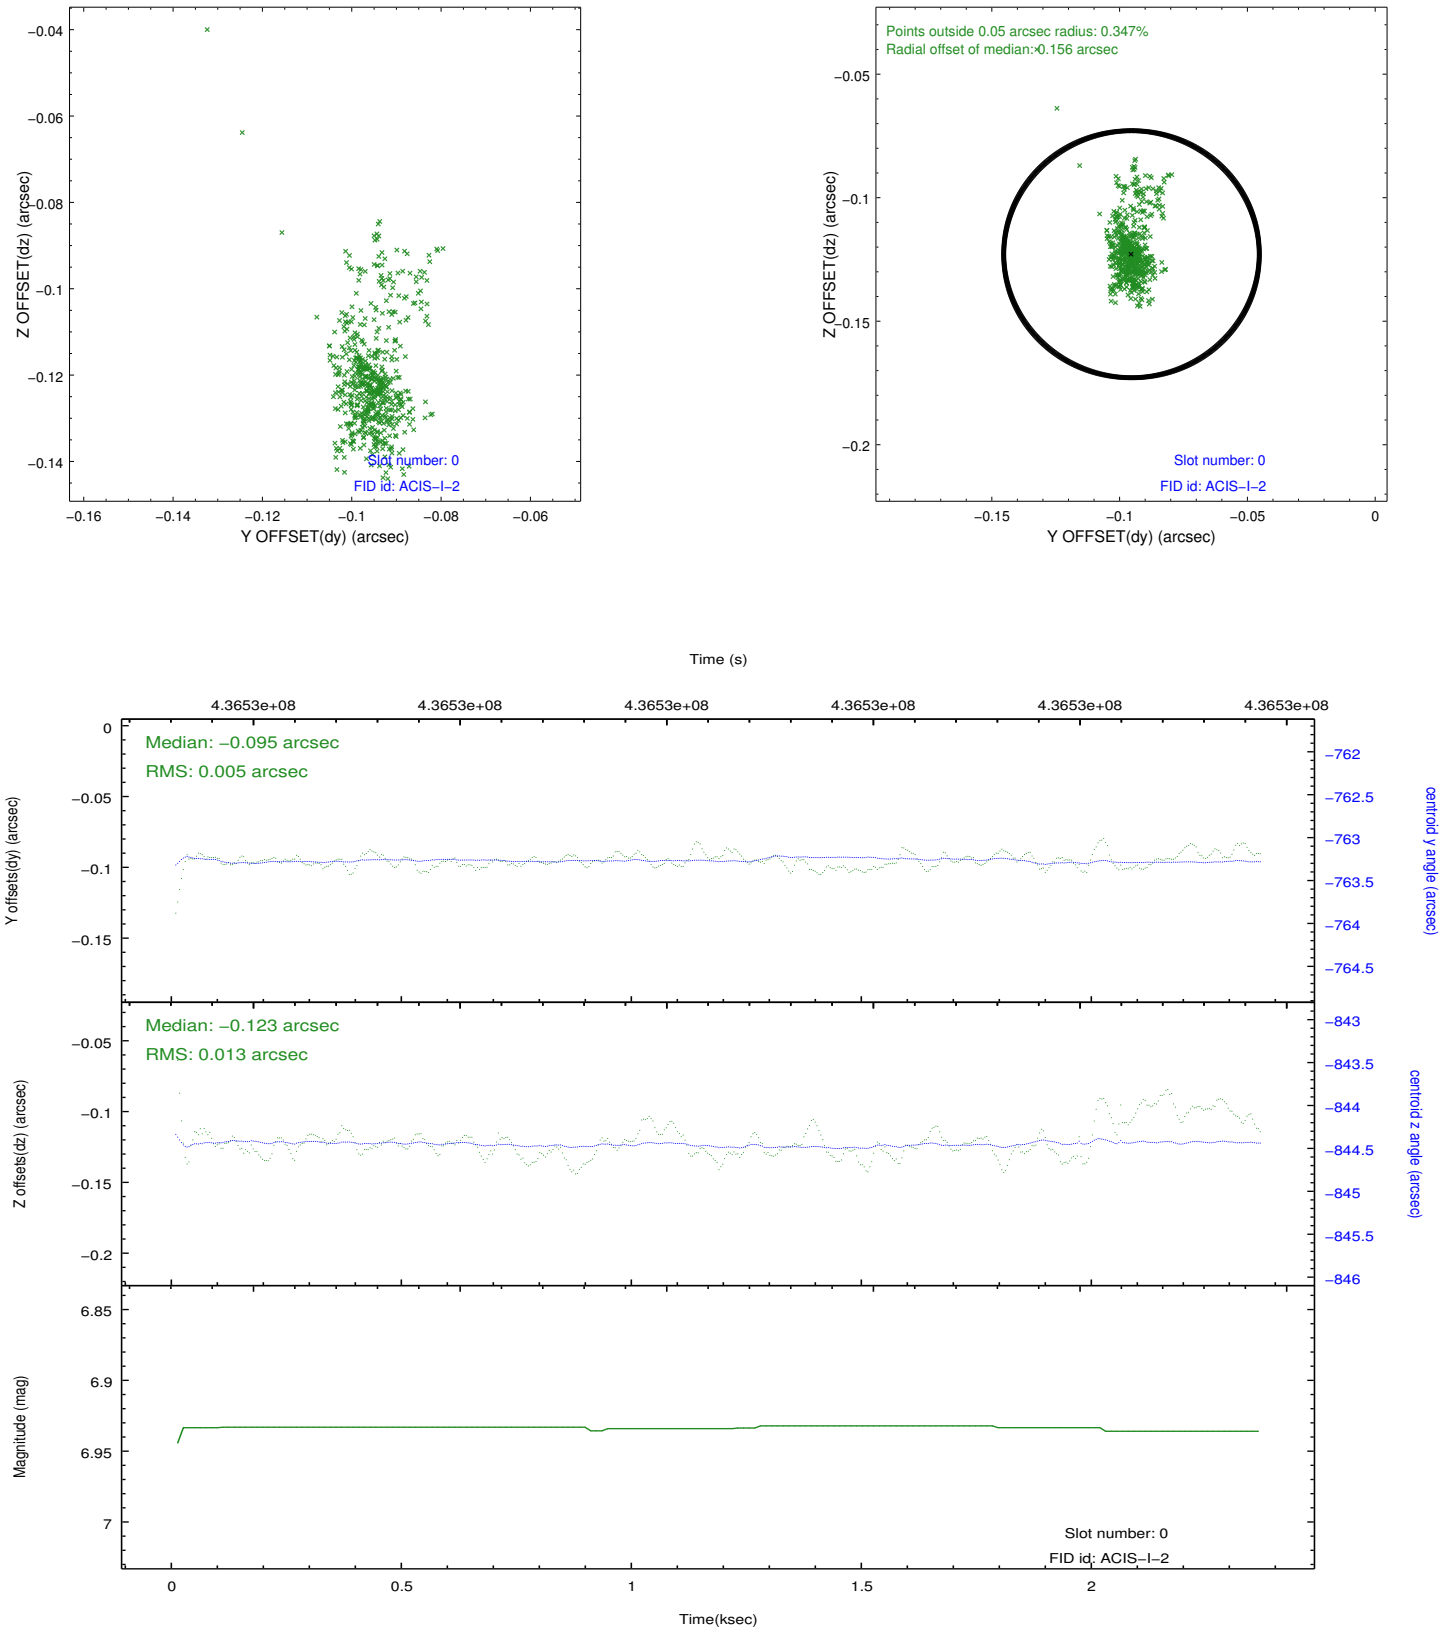 −0.04
−0.06
−0.08
−0.1
−0.12
−0.14
Z OFFSET(dz) (arcsec)
Slot number: 0
FID id: ACIS−I−2
−0.16
−0.14
−0.12
−0.1
−0.08
−0.06
Y OFFSET(dy) (arcsec)
Points outside 0.05 arcsec radius: 0.347%
Radial offset of median: 0.156 arcsec
−0.05
−0.1
−0.15
−0.2
Z OFFSET(dz) (arcsec)
Slot number: 0
FID id: ACIS−I−2
−0.15
−0.1
−0.05
0
Y OFFSET(dy) (arcsec)
Time (s)
4.3653e+08
4.3653e+08
4.3653e+08
4.3653e+08
4.3653e+08
4.3653e+08
Median: −0.095 arcsec
RMS: 0.005 arcsec
0
−0.05
−0.1
−0.15
Y offsets(dy) (arcsec)
−762
−762.5
−763
−763.5
−764
−764.5
centroid y angle (arcsec)
Median: −0.123 arcsec
RMS: 0.013 arcsec
−0.05
−0.1
−0.15
−0.2
Z offsets(dz) (arcsec)
−843
−843.5
−844
−844.5
−845
−845.5
−846
centroid z angle (arcsec)
6.85
6.9
6.95
7
Magnitude (mag)
Slot number: 0
FID id: ACIS−I−2
0
0.5
1
1.5
2
Time(ksec)